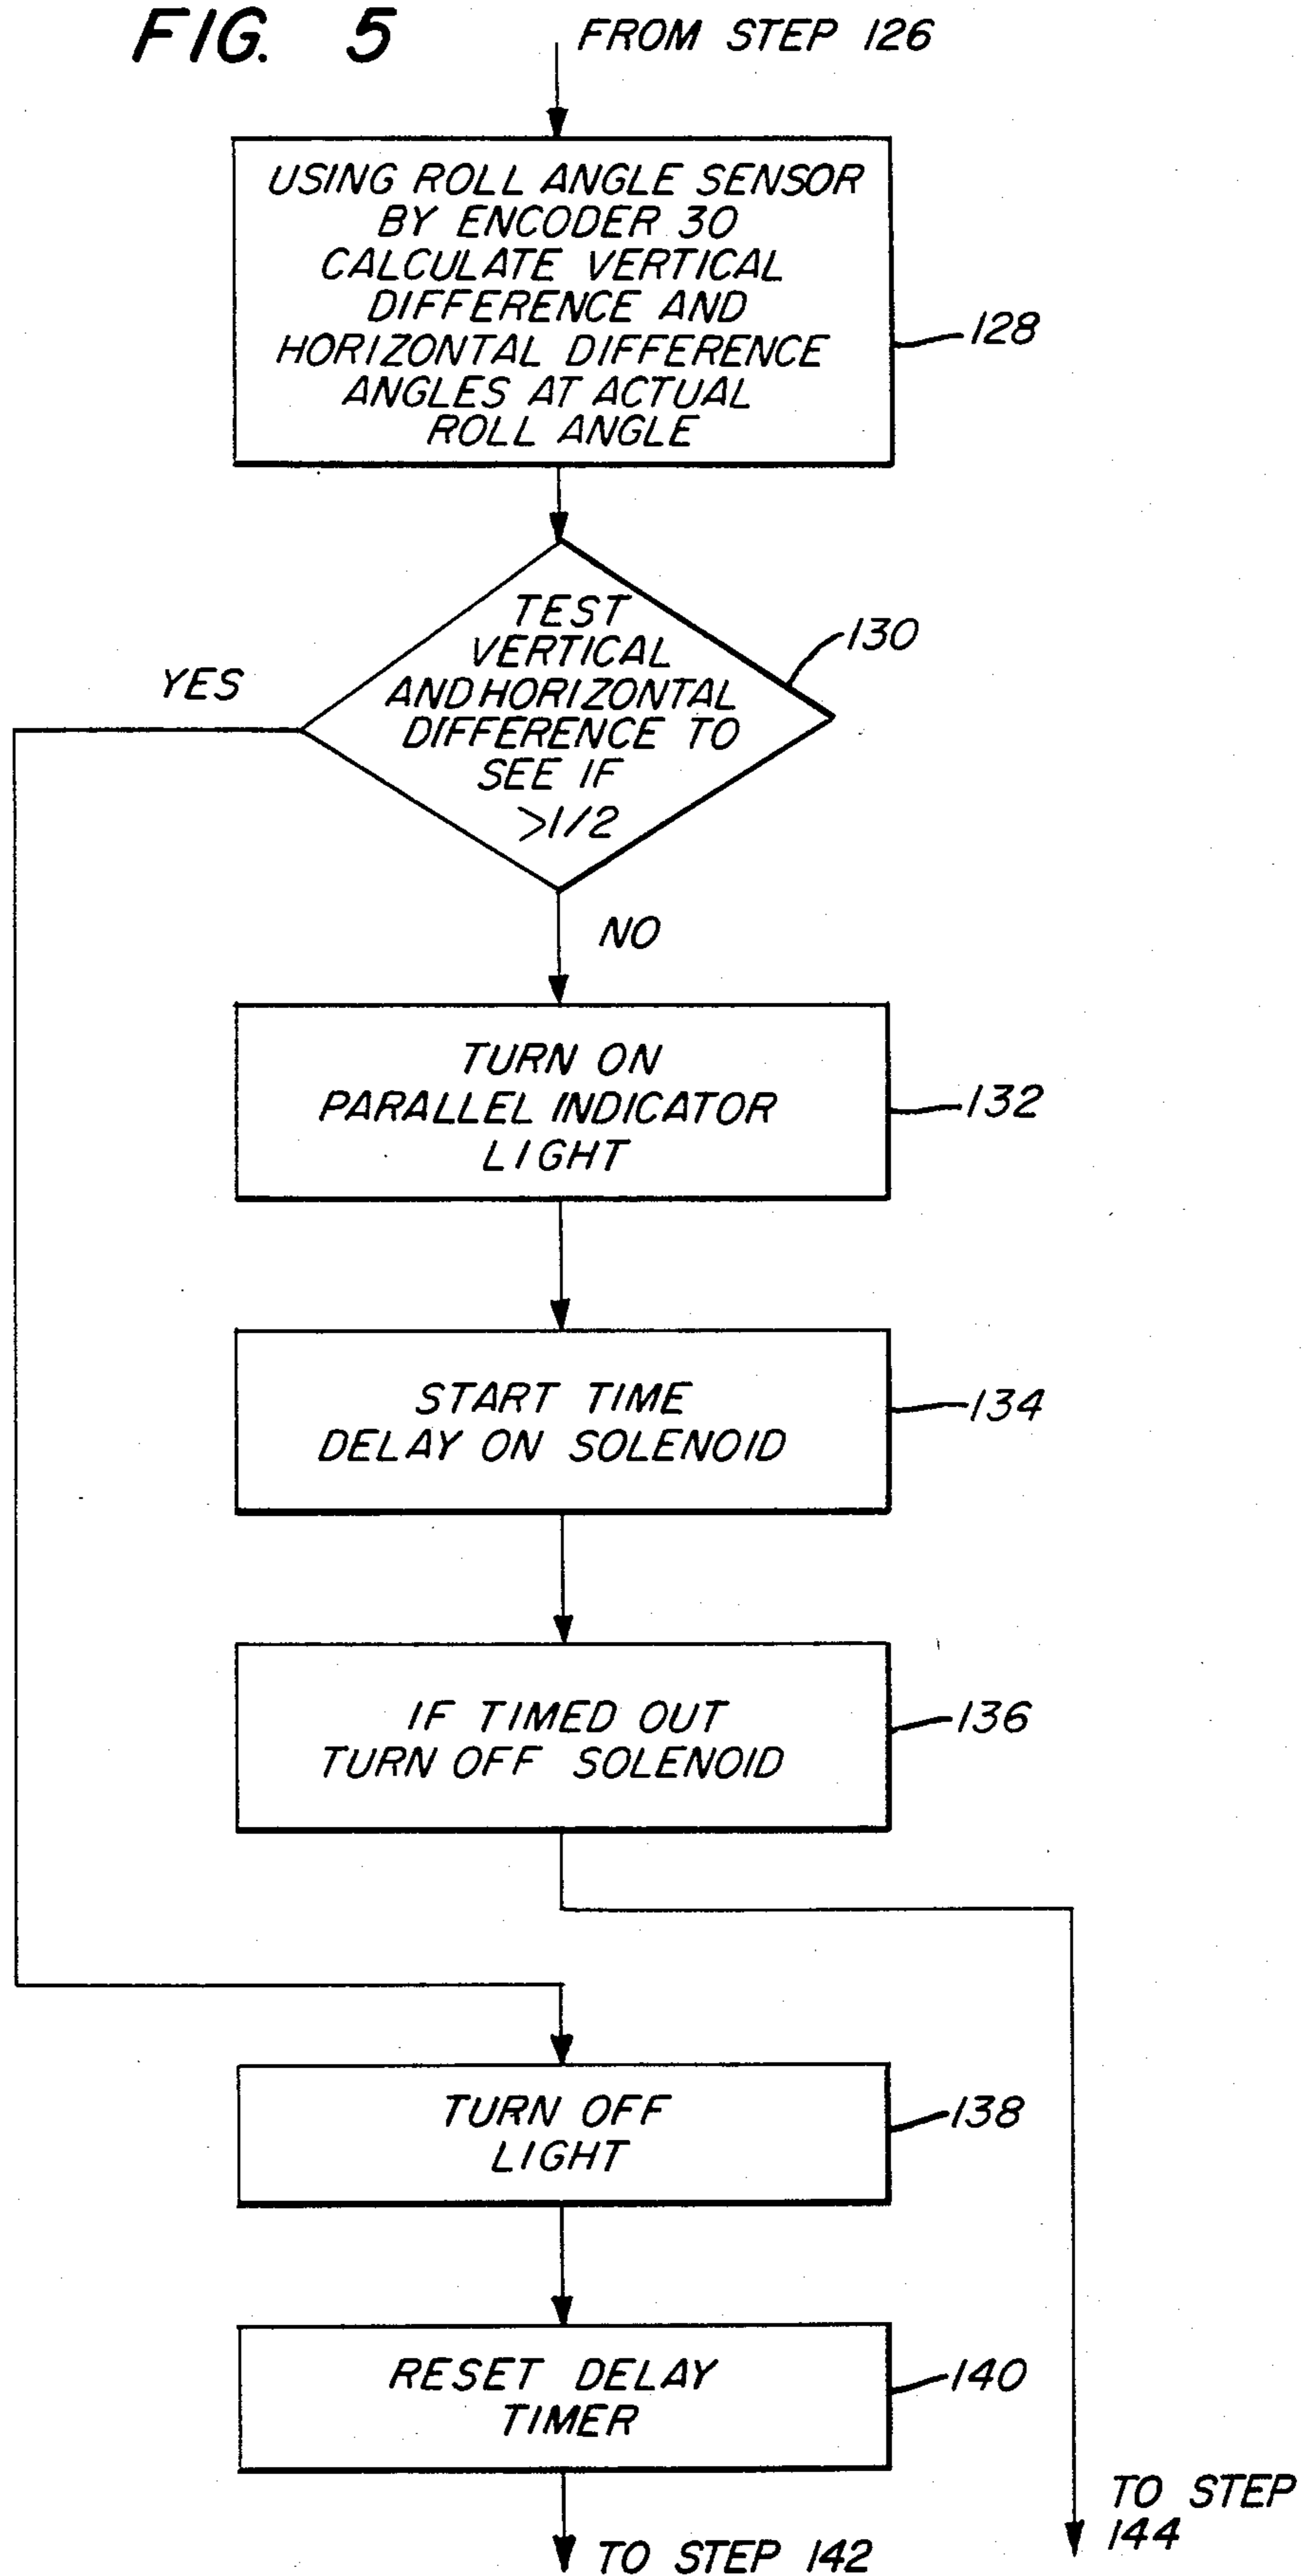 FIG. 5
FROM STEP 126
USING ROLL ANGLE SENSOR
BY ENCODER 30
CALCULATE VERTICAL
DIFFERENCE AND
HORIZONTAL DIFFERENCE
ANGLES AT ACTUAL
ROLL ANGLE
128
TEST
VERTICAL
AND HORIZONTAL
DIFFERENCE TO
SEE IF
>1/2
130
YES
NO
TURN ON
PARALLEL INDICATOR
LIGHT
132
START TIME
DELAY ON SOLENOID
134
IF TIMED OUT
TURN OFF SOLENOID
136
TURN OFF
LIGHT
138
RESET DELAY
TIMER
140
TO STEP
144
TO STEP 142